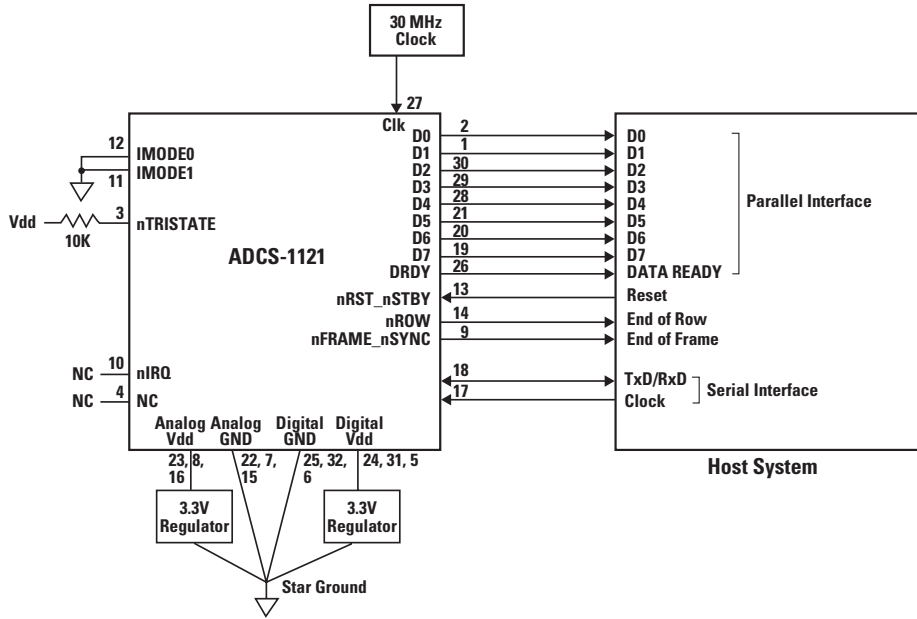 30 MHz
Clock
27
Clk
12
IMODE0
IMODE1
11
Vdd
10K
3
nTRISTATE
ADCS-1121
D0 2 D0
D1 1 D1
D2 30 D2
D3 29 D3
D4 28 D4
D5 21 D5
D6 20 D6
D7 19 D7
DRDY 26 DATA READY
Parallel Interface
nRST_nSTBY 13 Reset
nROW 14 End of Row
nFRAME_nSYNC 9 End of Frame
18 TxD/RxD
17 Clock
Serial Interface
NC 10 nIRQ
NC 4 NC
Analog Vdd
Analog GND
Digital GND
Digital Vdd
23, 8,
16
22, 7,
15
25, 32,
6
24, 31, 5
3.3V
Regulator
3.3V
Regulator
Star Ground
Host System